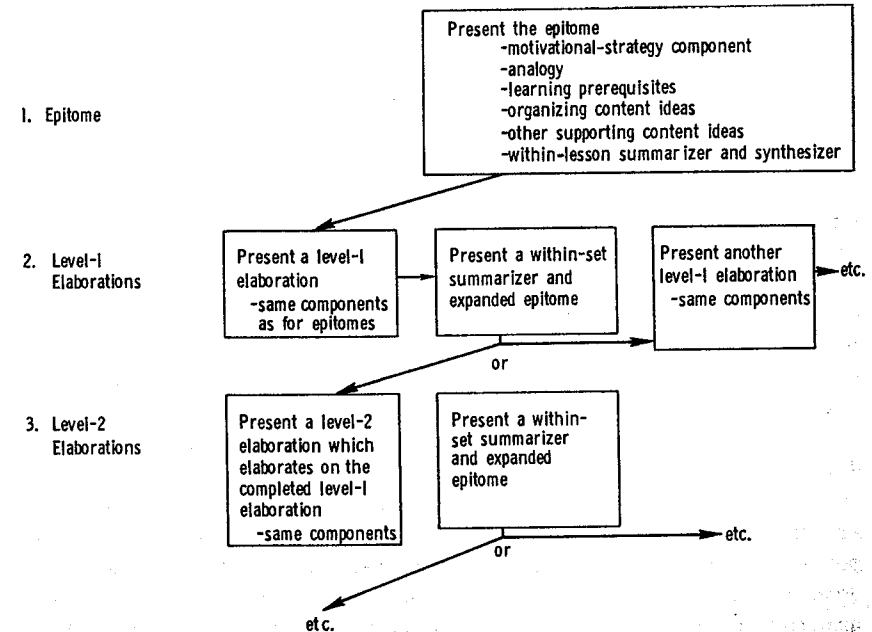 Present the epitome
-motivational-strategy component
-analogy
-learning prerequisites
-organizing content ideas
-other supporting content ideas
-within-lesson summarizer and synthesizer
1. Epitome
2. Level-1
Elaborations
Present a level-1
elaboration
-same components
as for epitomes
Present a within-set
summarizer and
expanded epitome
Present another
level-1 elaboration
-same components
etc.
or
3. Level-2
Elaborations
Present a level-2
elaboration which
elaborates on the
completed level-1
elaboration
-same components
Present a within-
set summarizer
and expanded
epitome
etc.
or
etc.